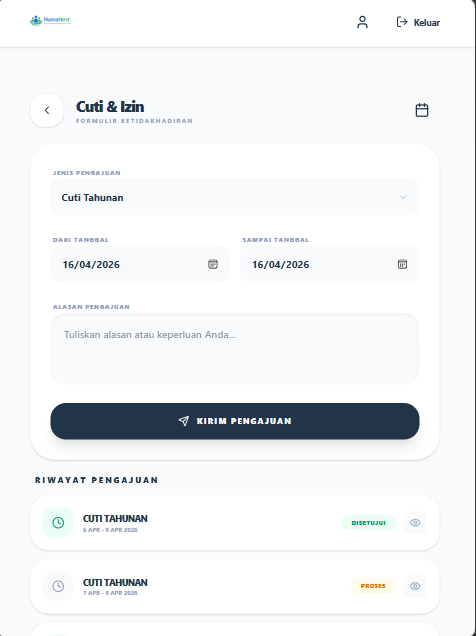 HumaNest
Keluar
Cuti & Izin
FORMULIR KETIDAKHADIRAN
JENIS PENGAJUAN
Cuti Tahunan
DARI TANGGAL
SAMPAI TANGGAL
16/04/2026
16/04/2026
ALASAN PENGAJUAN
Tuliskan alasan atau keperluan Anda...
KIRIM PENGAJUAN
RIWAYAT PENGAJUAN
CUTI TAHUNAN
6 APR - 9 APR 2026
DISETUJUI
CUTI TAHUNAN
7 APR - 9 APR 2026
PROSES